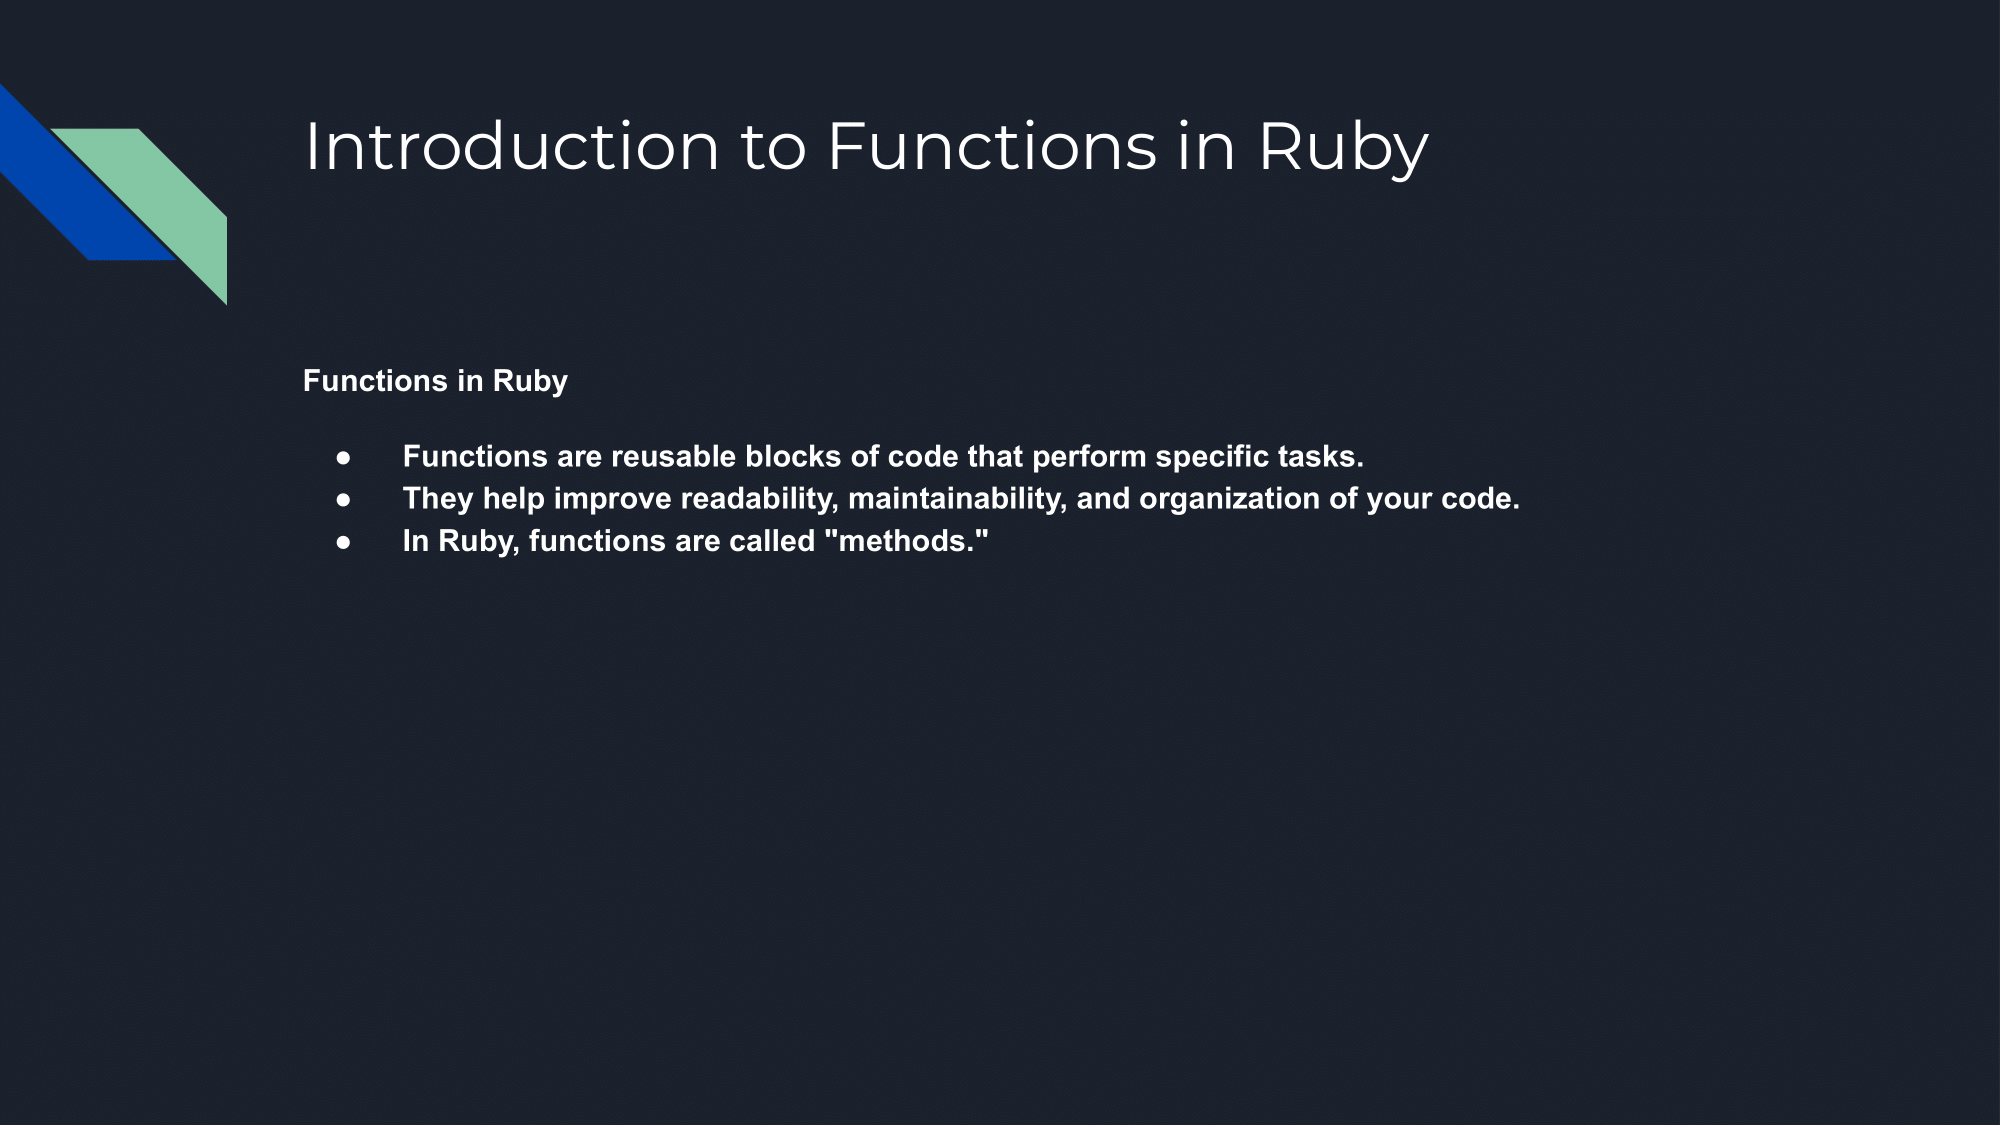 Introduction to Functions in Ruby
Functions in Ruby
● Functions are reusable blocks of code that perform specific tasks.
● They help improve readability, maintainability, and organization of your code.
● In Ruby, functions are called "methods."